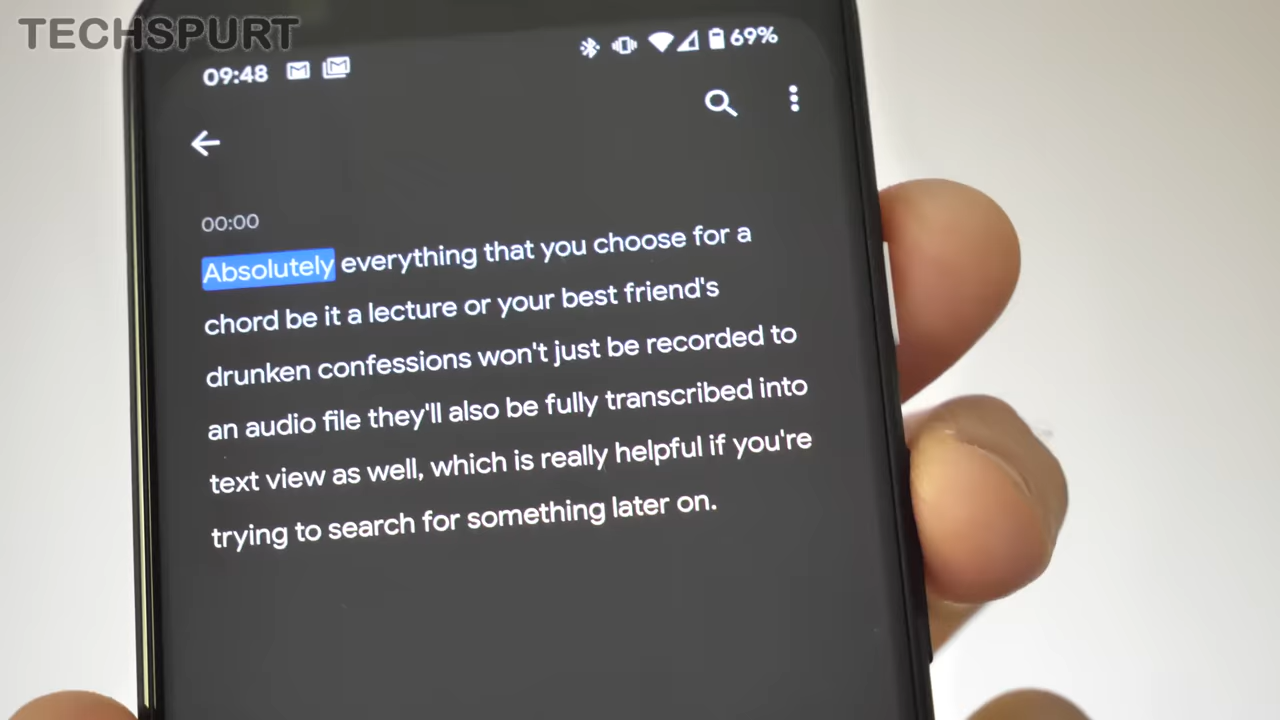 TECHSPURT
09:48
69%
00:00
Absolutely everything that you choose for a
chord be it a lecture or your best friend's
drunken confessions won't just be recorded to
an audio file they'll also be fully transcribed into
text view as well, which is really helpful if you're
trying to search for something later on.